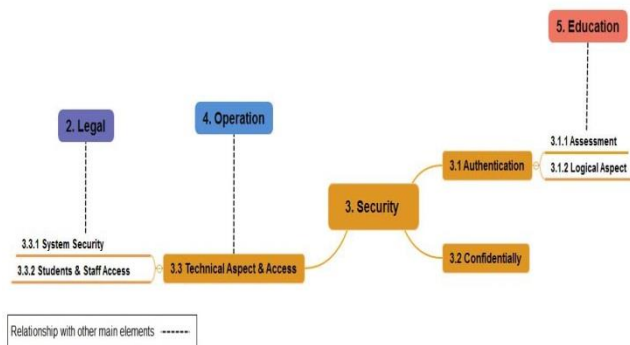 5. Education
2. Legal
4. Operation
3.1.1 Assessment
3.1 Authentication
3.1.2 Logical Aspect
3. Security
3.3.1 System Security
3.2 Confidentially
3.3.2 Students & Staff Access
3.3 Technical Aspect & Access
Relationship with other main elements